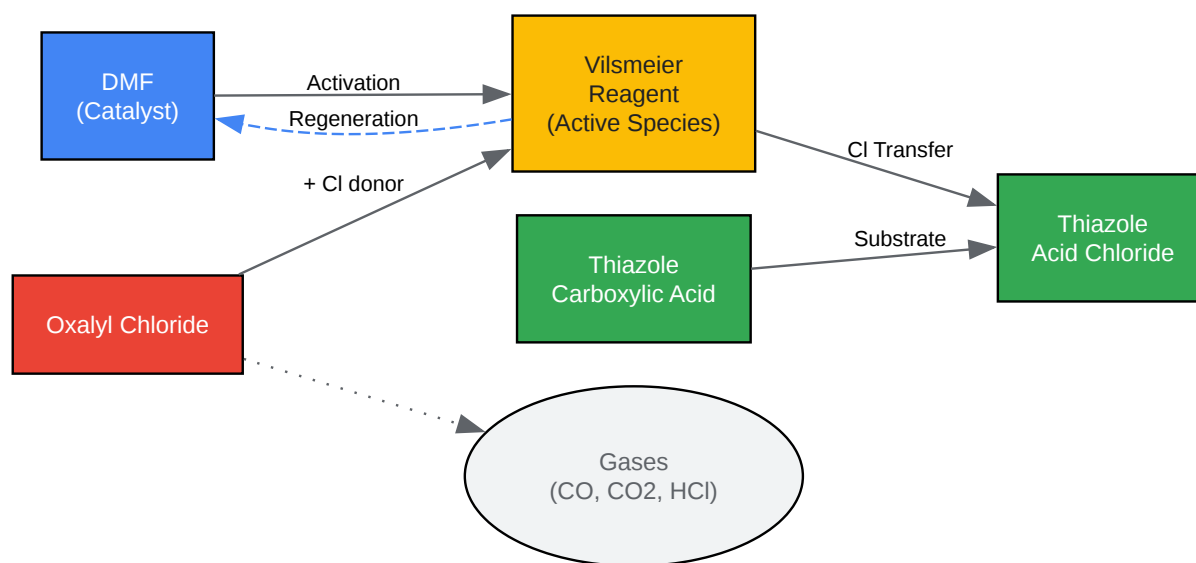 DMF
(Catalyst)
Activation
Regeneration
Vilsmeier
Reagent
(Active Species)
+ Cl donor
Cl Transfer
Oxalyl Chloride
Thiazole
Carboxylic Acid
Substrate
Thiazole
Acid Chloride
Gases
(CO, CO2, HCl)